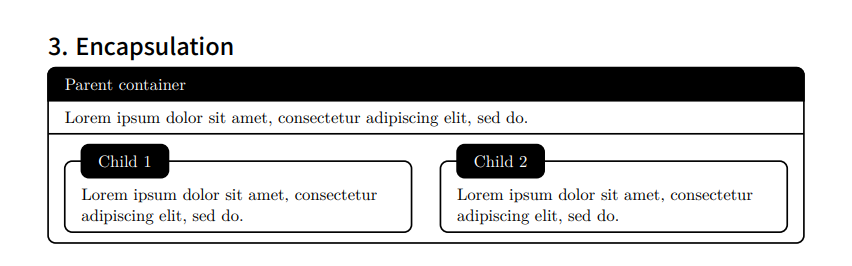 3. Encapsulation
Parent container
Lorem ipsum dolor sit amet, consectetur adipiscing elit, sed do.
Child 1
Lorem ipsum dolor sit amet, consectetur
adipiscing elit, sed do.
Child 2
Lorem ipsum dolor sit amet, consectetur
adipiscing elit, sed do.